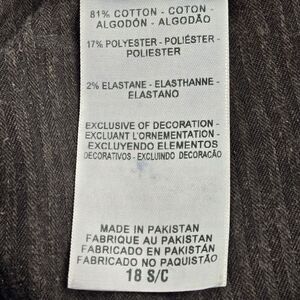 81% COTTON - COTON -
ALGODÓN - ALGODÃO
17% POLYESTER - POLIÉSTER -
POLIESTER
2% ELASTANE - ELASTHANNE -
ELASTANO
EXCLUSIVE OF DECORATION -
EXCLUANT L'ORNEMENTATION -
EXCLUYENDO ELEMENTOS
DECORATIVOS - EXCLUINDO DECORAÇÃO
MADE IN PAKISTAN
FABRIQUE AU PAKISTAN
FABRICADO EN PAKISTÁN
FABRICADO NO PAQUISTÃO
18 S/C